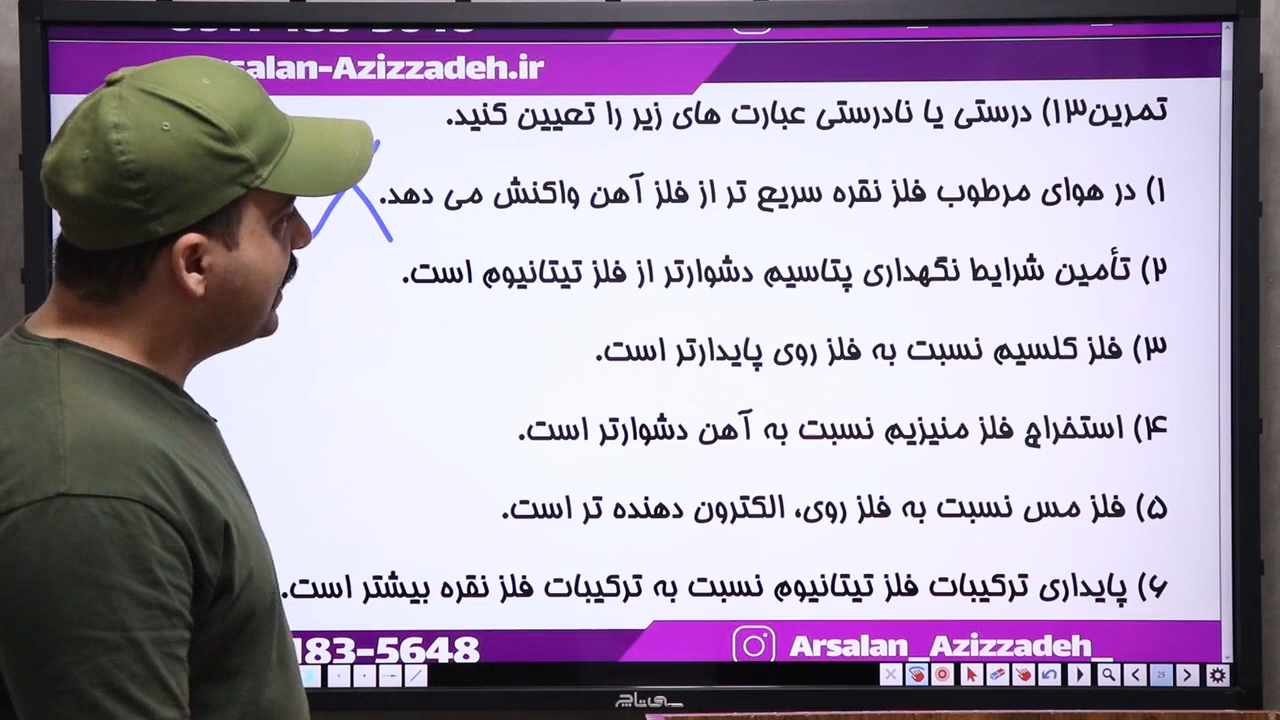 Arsalan-Azizzadeh.ir
تمرین۱۳) درستی یا نادرستی عبارت های زیر را تعیین کنید.
۱) در هوای مرطوب فلز نقره سریع تر از فلز آهن واکنش می دهد.
۲) تأمین شرایط نگهداری پتاسیم دشوارتر از فلز تیتانیوم است.
۳) فلز کلسیم نسبت به فلز روی پایدارتر است.
۴) استخراج فلز منیزیم نسبت به آهن دشوارتر است.
۵) فلز مس نسبت به فلز روی، الکترون دهنده تر است.
۶) پایداری ترکیبات فلز تیتانیوم نسبت به ترکیبات فلز نقره بیشتر است.
183-5648
Arsalan_Azizzadeh_
29